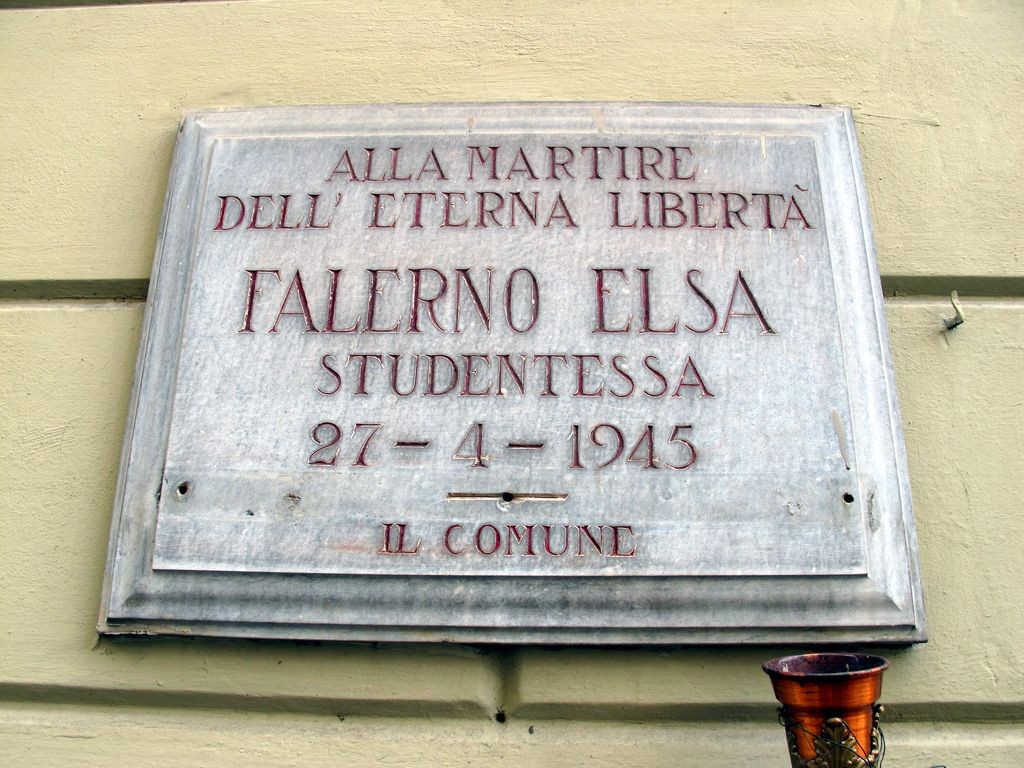 ALLA MARTIRE
DELL' ETERNA LIBERTÀ
FALERNO ELSA
STUDENTESSA
27-4-1945
IL COMUNE